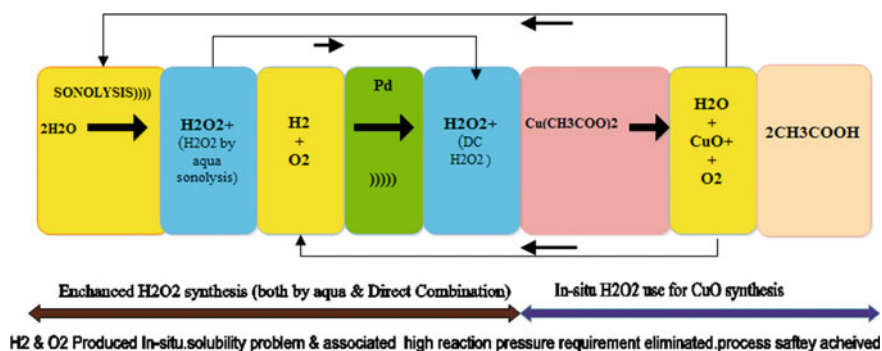 SONOLYSIS))))
2H2O
H2O2+
(H2O2 by
aqua
sonolysis)
H2
+
O2
Pd
)))))
H2O2+
(DC
H2O2 )
Cu(CH3COO)2
H2O
+
CuO+
+
O2
2CH3COOH
Enchanced H2O2 synthesis (both by aqua & Direct Combination)
In-situ H2O2 use for CuO synthesis
H2 & O2 Produced In-situ.solubility problem & associated high reaction pressure requirement eliminated.process saftey acheived